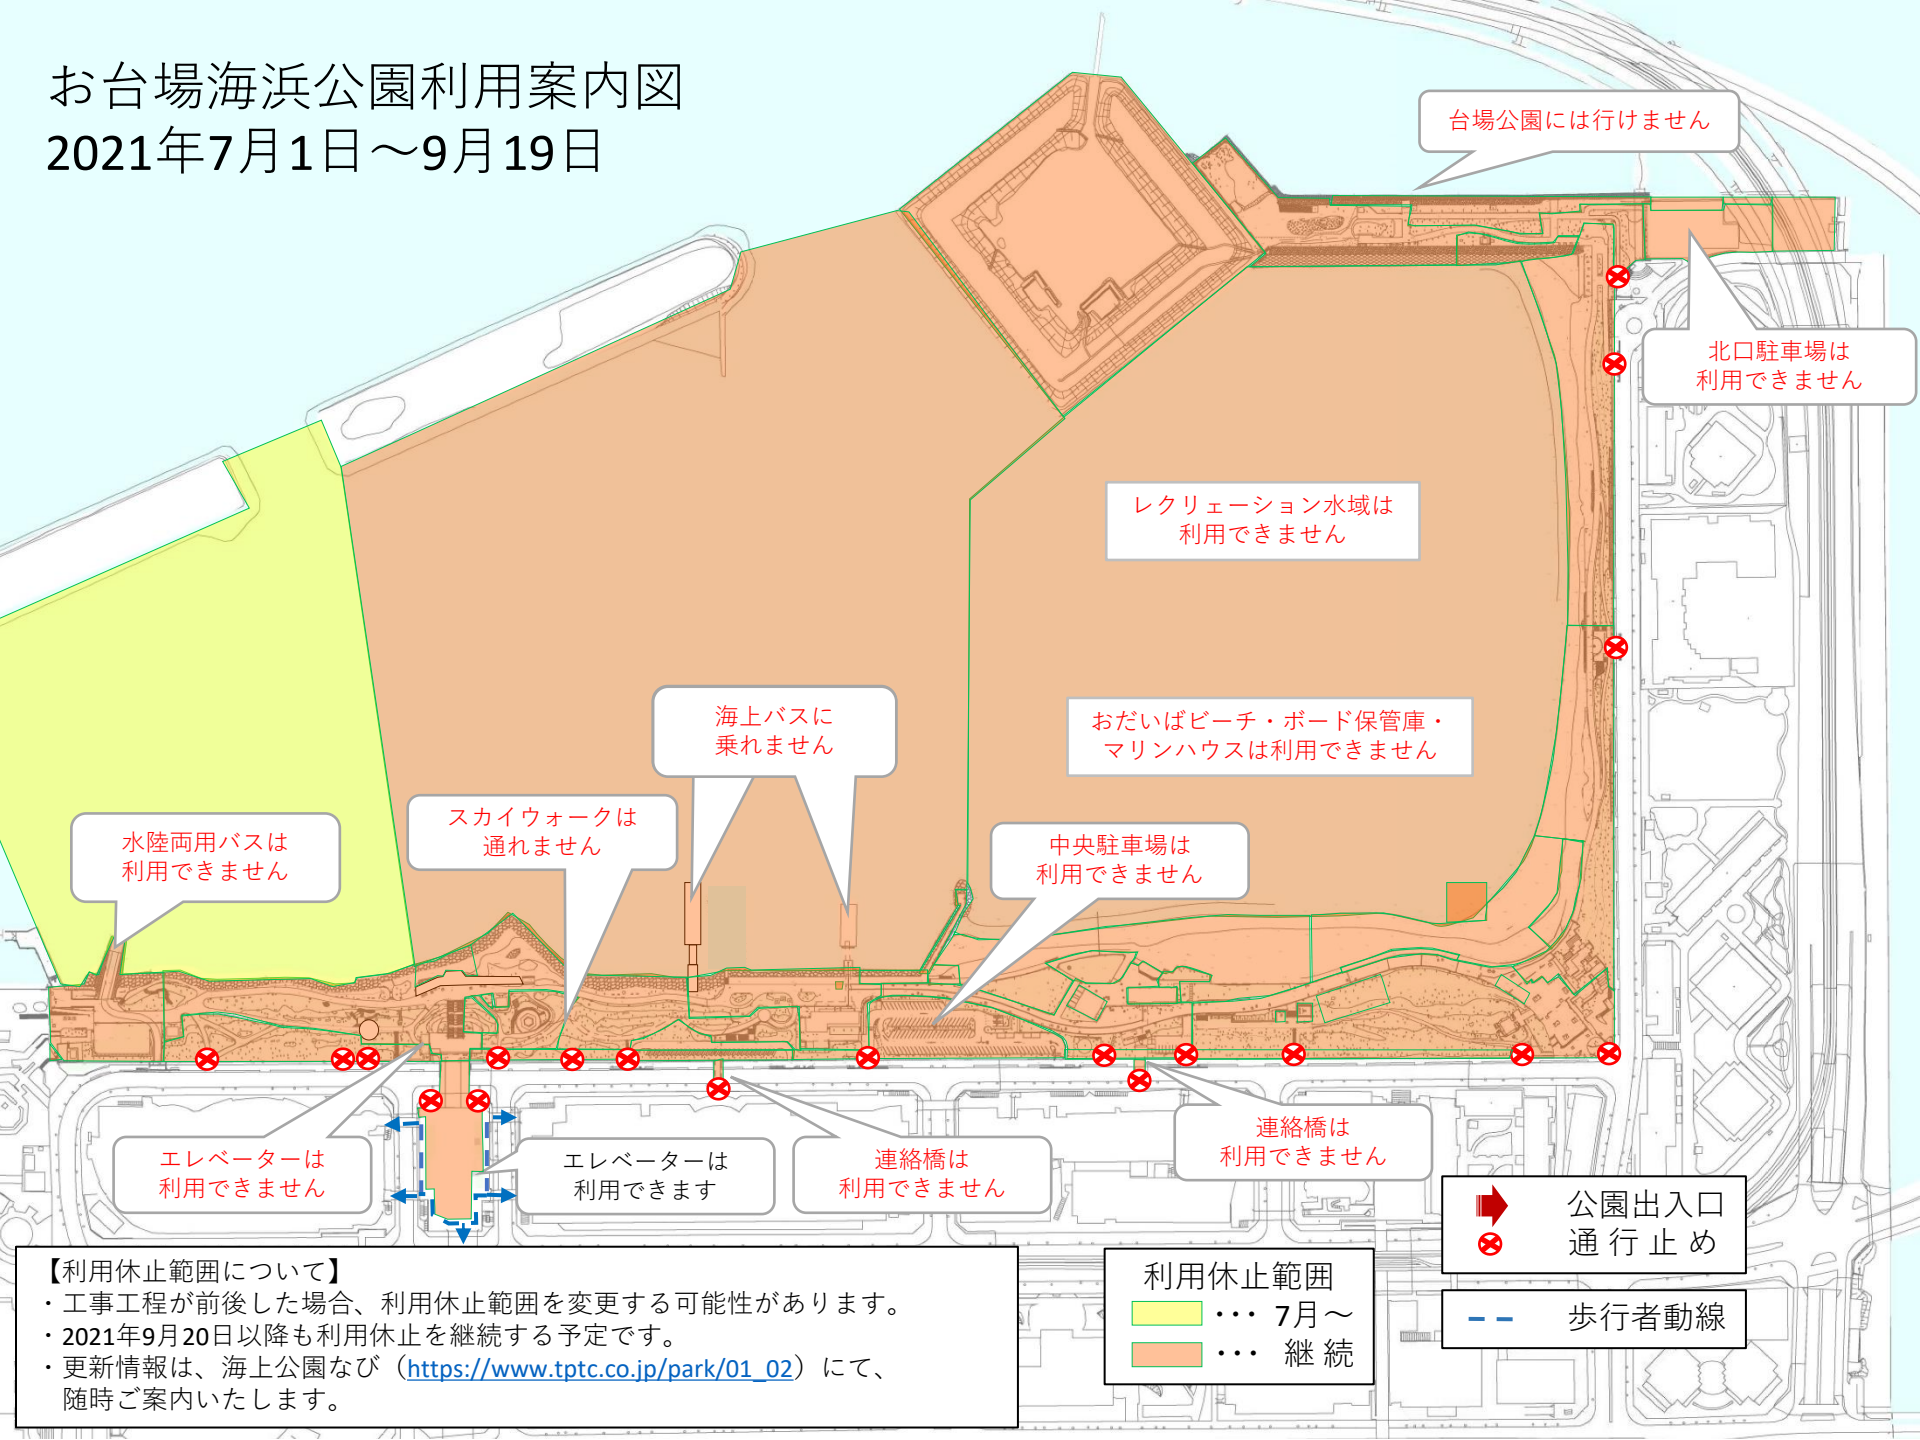 お台場海浜公園利用案内図
2021年7月1日～9月19日
台場公園には行けません
北口駐車場は
利用できません
レクリェーション水域は
利用できません
おだいばビーチ・ボード保管庫・
マリンハウスは利用できません
海上バスに
乗れません
スカイウォークは
通れません
水陸両用バスは
利用できません
中央駐車場は
利用できません
エレベーターは
利用できません
エレベーターは
利用できます
連絡橋は
利用できません
連絡橋は
利用できません
公園出入口
通行止め
歩行者動線
利用休止範囲
・・・ 7月～
・・・ 継続
【利用休止範囲について】
・工事工程が前後した場合、利用休止範囲を変更する可能性があります。
・2021年9月20日以降も利用休止を継続する予定です。
・更新情報は、海上公園なび（https://www.tptc.co.jp/park/01_02）にて、
随時ご案内いたします。